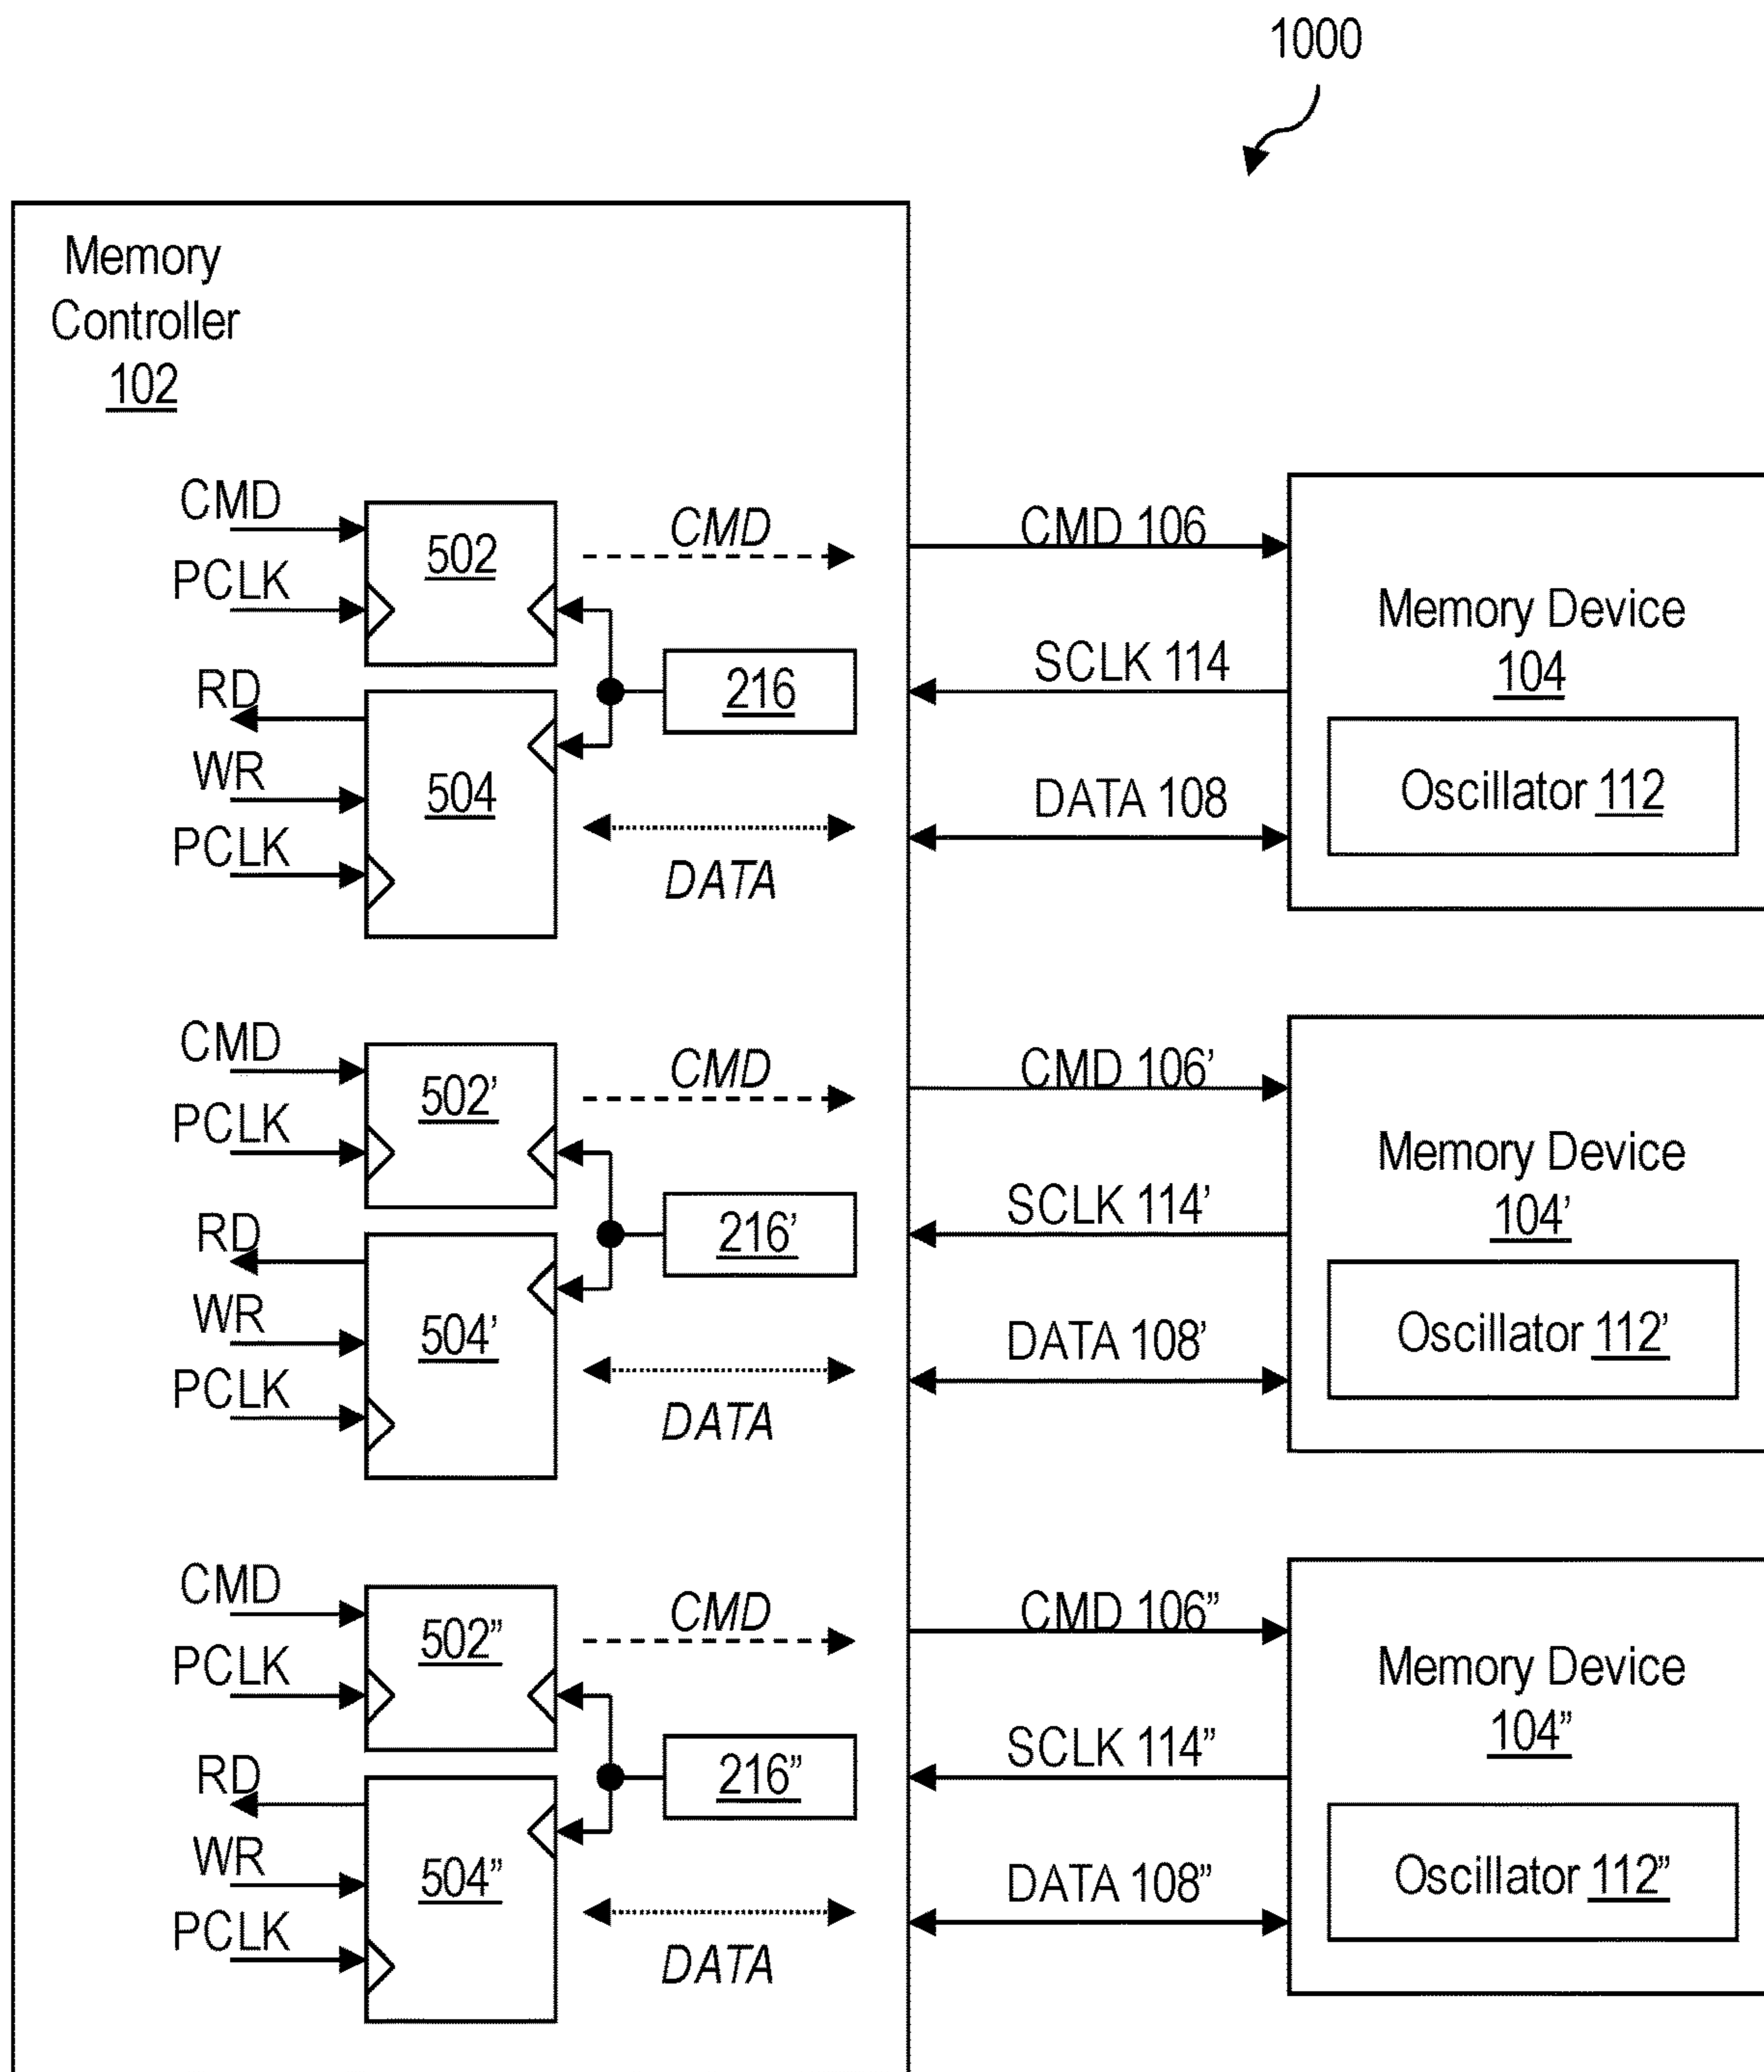 1000
Memory
Controller
102
CMD
PCLK
502
CMD
RD
WR
PCLK
504
216
DATA
CMD 106
SCLK 114
DATA 108
Memory Device
104
Oscillator 112
CMD
PCLK
502’
CMD
RD
WR
PCLK
504’
216’
DATA
CMD 106’
SCLK 114’
DATA 108’
Memory Device
104’
Oscillator 112’
CMD
PCLK
502”
CMD
RD
WR
PCLK
504”
216”
DATA
CMD 106”
SCLK 114”
DATA 108”
Memory Device
104”
Oscillator 112”